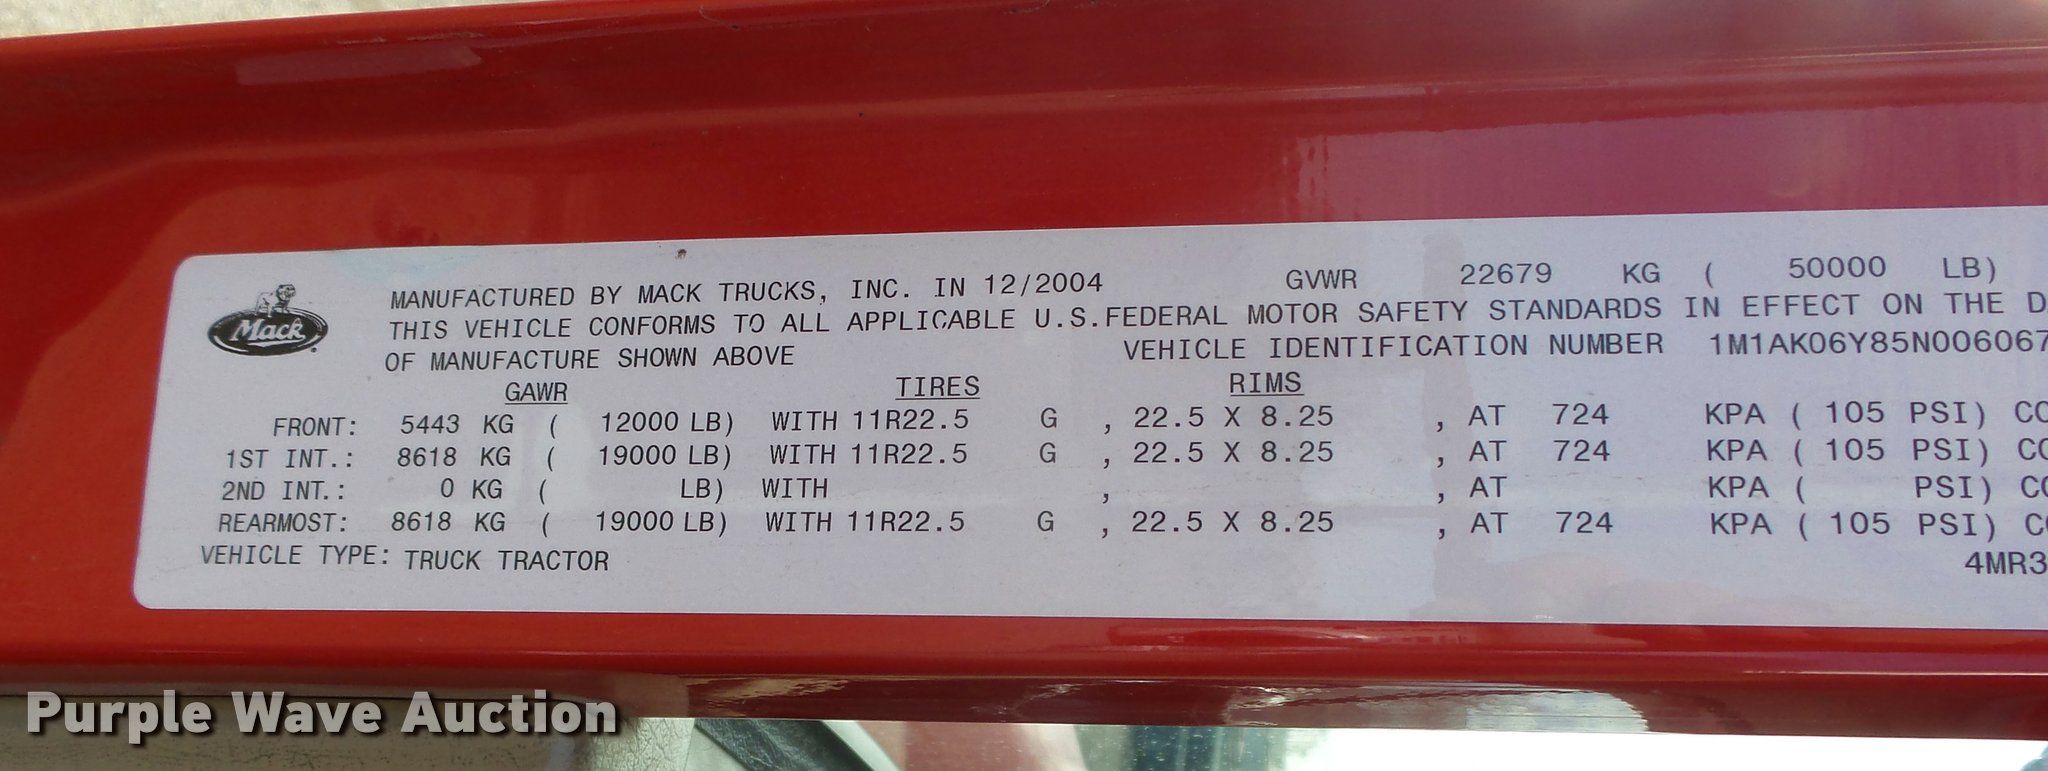 Mack
MANUFACTURED BY MACK TRUCKS, INC. IN 12/2004 GVWR 22679 KG ( 50000 LB)
THIS VEHICLE CONFORMS TO ALL APPLICABLE U.S.FEDERAL MOTOR SAFETY STANDARDS IN EFFECT ON THE D
OF MANUFACTURE SHOWN ABOVE VEHICLE IDENTIFICATION NUMBER 1M1AK06Y85N006067
GAWR TIRES RIMS
FRONT: 5443 KG ( 12000 LB) WITH 11R22.5 G , 22.5 X 8.25 , AT 724 KPA ( 105 PSI) CO
1ST INT.: 8618 KG ( 19000 LB) WITH 11R22.5 G , 22.5 X 8.25 , AT 724 KPA ( 105 PSI) CO
2ND INT.: 0 KG ( LB) WITH , , AT KPA ( PSI) CO
REARMOST: 8618 KG ( 19000 LB) WITH 11R22.5 G , 22.5 X 8.25 , AT 724 KPA ( 105 PSI) CO
VEHICLE TYPE: TRUCK TRACTOR 4MR3
Purple Wave Auction